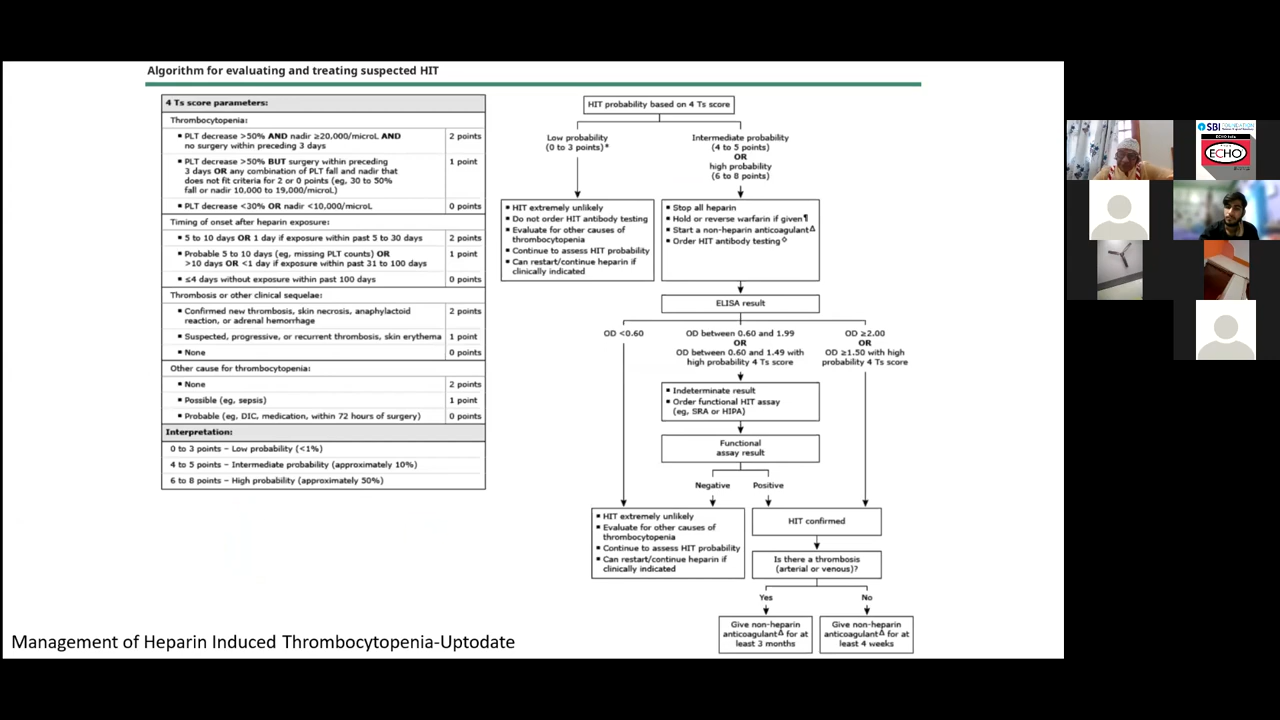 Algorithm for evaluating and treating suspected HIT
4 Ts score parameters:
Thrombocytopenia:
▪ PLT decrease >50% AND nadir ≥20,000/microL AND
no surgery within preceding 3 days
2 points
▪ PLT decrease >50% BUT surgery within preceding
3 days OR any combination of PLT fall and nadir that
does not fit criteria for 2 or 0 points (eg, 30 to 50%
fall or nadir 10,000 to 19,000/microL)
1 point
▪ PLT decrease <30% OR nadir <10,000/microL
0 points
Timing of onset after heparin exposure:
▪ 5 to 10 days OR 1 day if exposure within past 5 to 30 days
2 points
▪ Probable 5 to 10 days (eg, missing PLT counts) OR
>10 days OR <1 day if exposure within past 31 to 100 days
1 point
▪ ≤4 days without exposure within past 100 days
0 points
Thrombosis or other clinical sequelae:
▪ Confirmed new thrombosis, skin necrosis, anaphylactoid
reaction, or adrenal hemorrhage
2 points
▪ Suspected, progressive, or recurrent thrombosis, skin erythema
1 point
▪ None
0 points
Other cause for thrombocytopenia:
▪ None
2 points
▪ Possible (eg, sepsis)
1 point
▪ Probable (eg, DIC, medication, within 72 hours of surgery)
0 points
Interpretation:
0 to 3 points – Low probability (<1%)
4 to 5 points – Intermediate probability (approximately 10%)
6 to 8 points – High probability (approximately 50%)
HIT probability based on 4 Ts score
Low probability
(0 to 3 points)*
Intermediate probability
(4 to 5 points)
OR
high probability
(6 to 8 points)
▪ HIT extremely unlikely
▪ Do not order HIT antibody testing
▪ Evaluate for other causes of
thrombocytopenia
▪ Continue to assess HIT probability
▪ Can restart/continue heparin if
clinically indicated
▪ Stop all heparin
▪ Hold or reverse warfarin if given¶
▪ Start a non-heparin anticoagulantΔ
▪ Order HIT antibody testing◇
ELISA result
OD <0.60
OD between 0.60 and 1.99
OR
OD between 0.60 and 1.49 with
high probability 4 Ts score
OD ≥2.00
OR
OD ≥1.50 with high
probability 4 Ts score
▪ Indeterminate result
▪ Order functional HIT assay
(eg, SRA or HIPA)
Functional
assay result
Negative
Positive
▪ HIT extremely unlikely
▪ Evaluate for other causes of
thrombocytopenia
▪ Continue to assess HIT probability
▪ Can restart/continue heparin if
clinically indicated
HIT confirmed
Is there a thrombosis
(arterial or venous)?
Yes
No
Give non-heparin
anticoagulantΔ for at
least 3 months
Give non-heparin
anticoagulantΔ for at
least 4 weeks
Management of Heparin Induced Thrombocytopenia-Uptodate
SBI FOUNDATION
ECHO